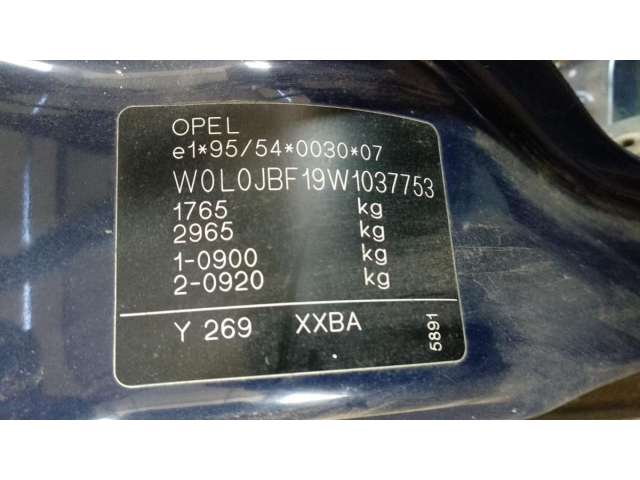 OPEL
e1*95/54*0030*07
W0L0JBF19W1037753
1765 kg
2965 kg
1-0900 kg
2-0920 kg
Y 269 XXBA
5891